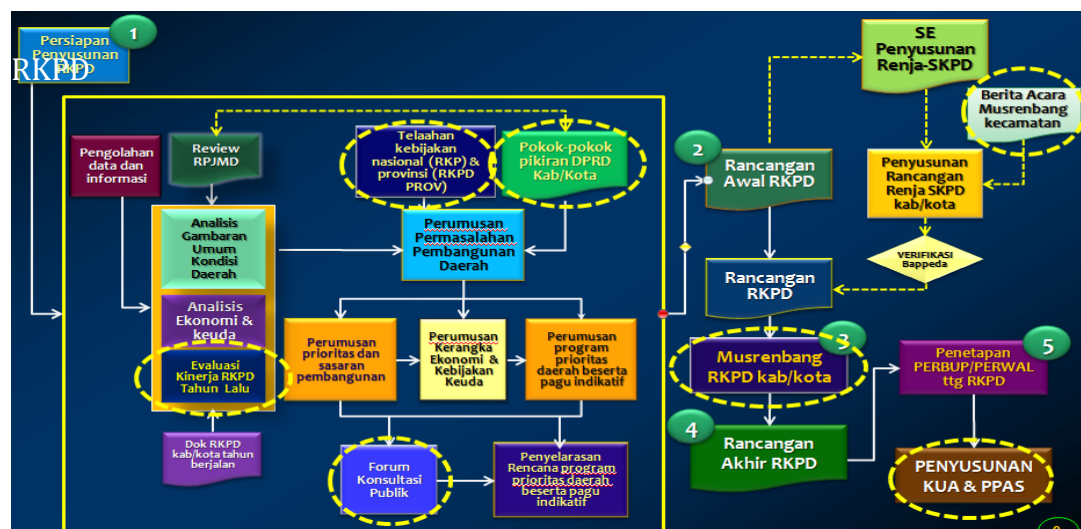 Persiapan
Penyusunan
RKPD
RKPD
1
Pengolahan
data dan
informasi
Review
RPJMD
Telaahan
kebijakan
nasional (RKP) &
provinsi (RKPD
PROV)
Pokok-pokok
pikiran DPRD
Kab/Kota
Analisis
Gambaran
Umum
Kondisi
Daerah
Analisis
Ekonomi &
keuda
Evaluasi
Kinerja RKPD
Tahun Lalu
Dok RKPD
kab/kota tahun
berjalan
Perumusan
Permasalahan
Pembangunan
Daerah
Perumusan
prioritas dan
sasaran
pembangunan
Perumusan
Kerangka
Ekonomi &
Kebijakan
Keuda
Perumusan
program
prioritas
daerah beserta
pagu indikatif
Forum
Konsultasi
Publik
Penyelarasan
Rencana program
prioritas daerah
beserta pagu
indikatif
2
Rancangan
Awal RKPD
SE
Penyusunan
Renja-SKPD
Berita Acara
Musrenbang
kecamatan
Penyusunan
Rancangan
Renja SKPD
kab/kota
VERIFIKASI
Bappeda
Rancangan
RKPD
3
Musrenbang
RKPD kab/kota
4
Rancangan
Akhir RKPD
5
Penetapan
PERBUP/PERWAL
ttg RKPD
PENYUSUNAN
KUA & PPAS